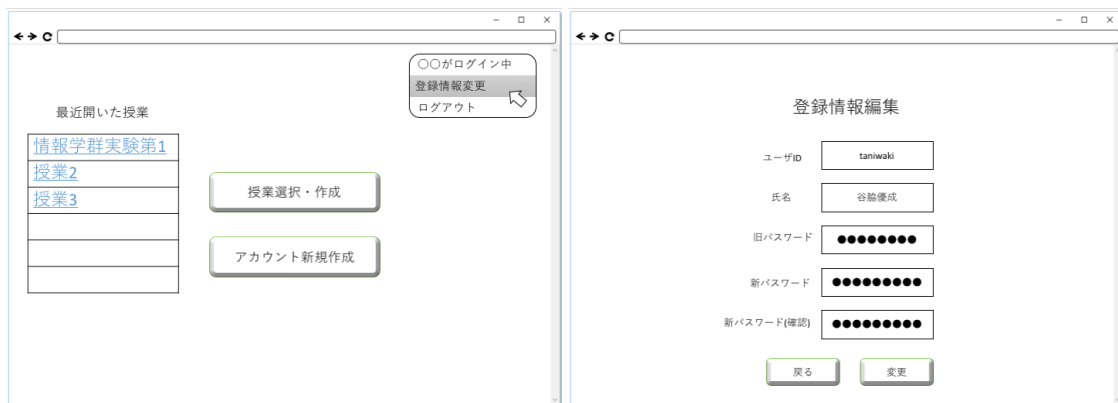 ○○がログイン中
登録情報変更
ログアウト
最近開いた授業
情報学群実験第1
授業2
授業3
授業選択・作成
アカウント新規作成
登録情報編集
ユーザID
taniwaki
氏名
谷脇優成
旧パスワード
●●●●●●●●
新パスワード
●●●●●●●●●
新パスワード(確認)
●●●●●●●●●
戻る
変更